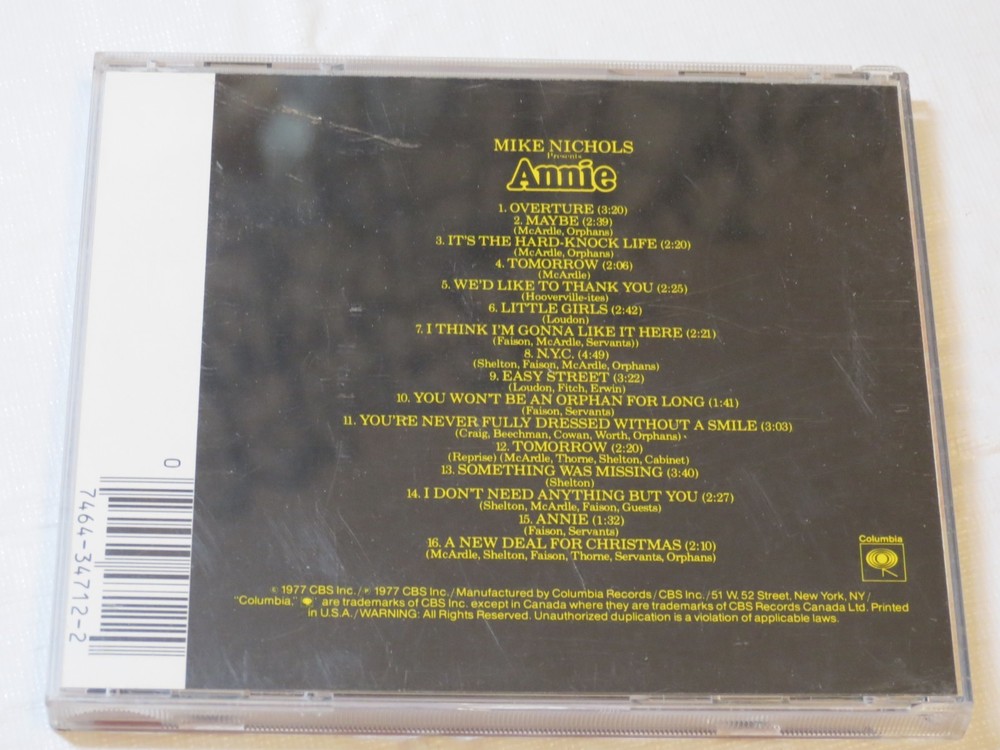 MIKE NICHOLS
Presents
Annie
1. OVERTURE (3:20)
2. MAYBE (2:39)
(McArdle, Orphans)
3. IT'S THE HARD-KNOCK LIFE (2:20)
(McArdle, Orphans)
4. TOMORROW (2:06)
(McArdle)
5. WE'D LIKE TO THANK YOU (2:25)
(Hooverville-ites)
6. LITTLE GIRLS (2:42)
(Loudon)
7. I THINK I'M GONNA LIKE IT HERE (2:21)
(Faison, McArdle, Servants))
8. N.Y.C. (4:49)
(Shelton, Faison, McArdle, Orphans)
9. EASY STREET (3:22)
(Loudon, Fitch, Erwin)
10. YOU WON'T BE AN ORPHAN FOR LONG (1:41)
(Faison, Servants)
11. YOU'RE NEVER FULLY DRESSED WITHOUT A SMILE (3:03)
(Craig, Beechman, Cowan, Worth, Orphans)
12. TOMORROW (2:20)
(Reprise) (McArdle, Thorne, Shelton, Cabinet)
13. SOMETHING WAS MISSING (3:40)
(Shelton)
14. I DON'T NEED ANYTHING BUT YOU (2:27)
(Shelton, McArdle, Faison, Guests)
15. ANNIE (1:32)
(Faison, Servants)
16. A NEW DEAL FOR CHRISTMAS (2:10)
(McArdle, Shelton, Faison, Thorne, Servants, Orphans)
Columbia
© 1977 CBS Inc./℗ 1977 CBS Inc./Manufactured by Columbia Records/CBS Inc./51 W. 52 Street, New York, NY/
"Columbia," are trademarks of CBS Inc. except in Canada where they are trademarks of CBS Records Canada Ltd. Printed
in U.S.A./WARNING: All Rights Reserved. Unauthorized duplication is a violation of applicable laws.
0
7464-34712-2